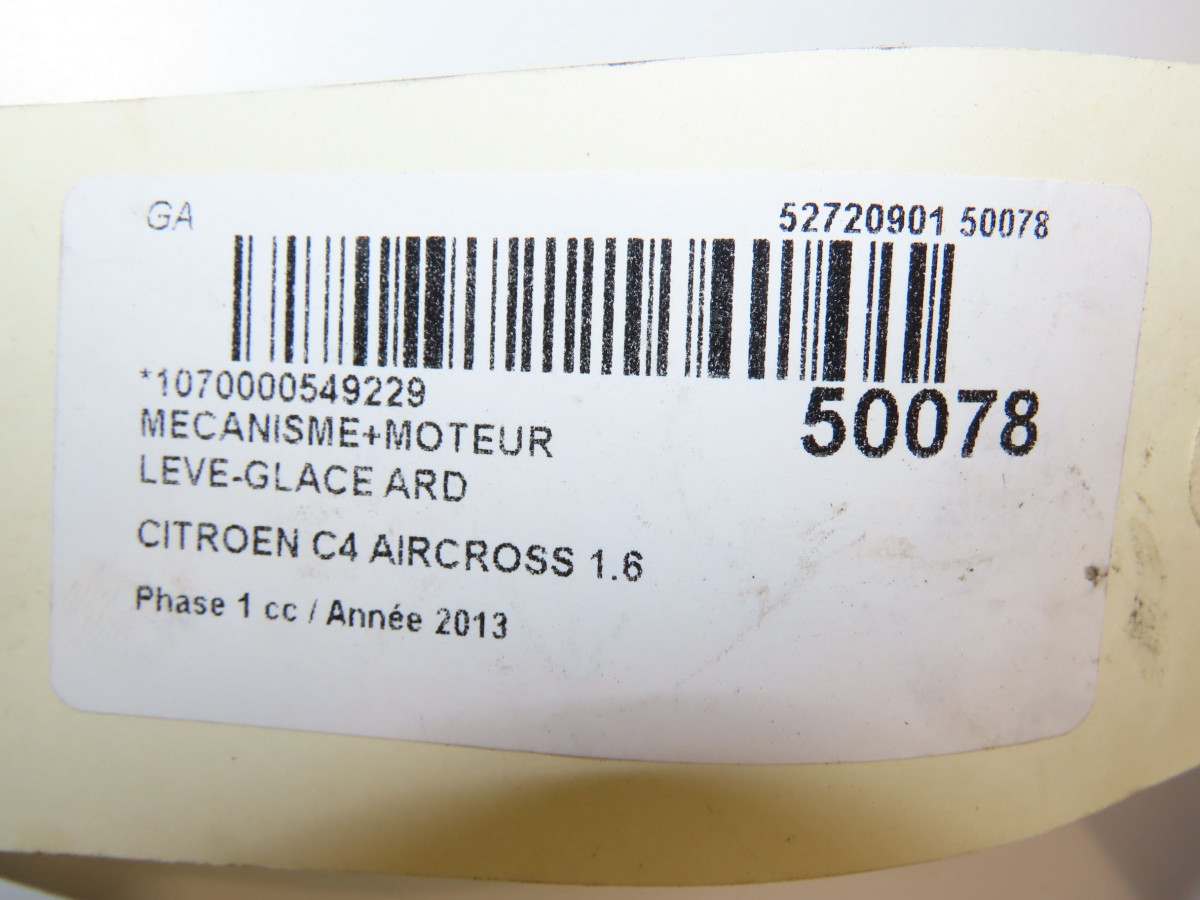 GA 52720901 50078
*1070000549229
50078
MECANISME+MOTEUR
LEVE-GLACE ARD
CITROEN C4 AIRCROSS 1.6
Phase 1 cc / Année 2013